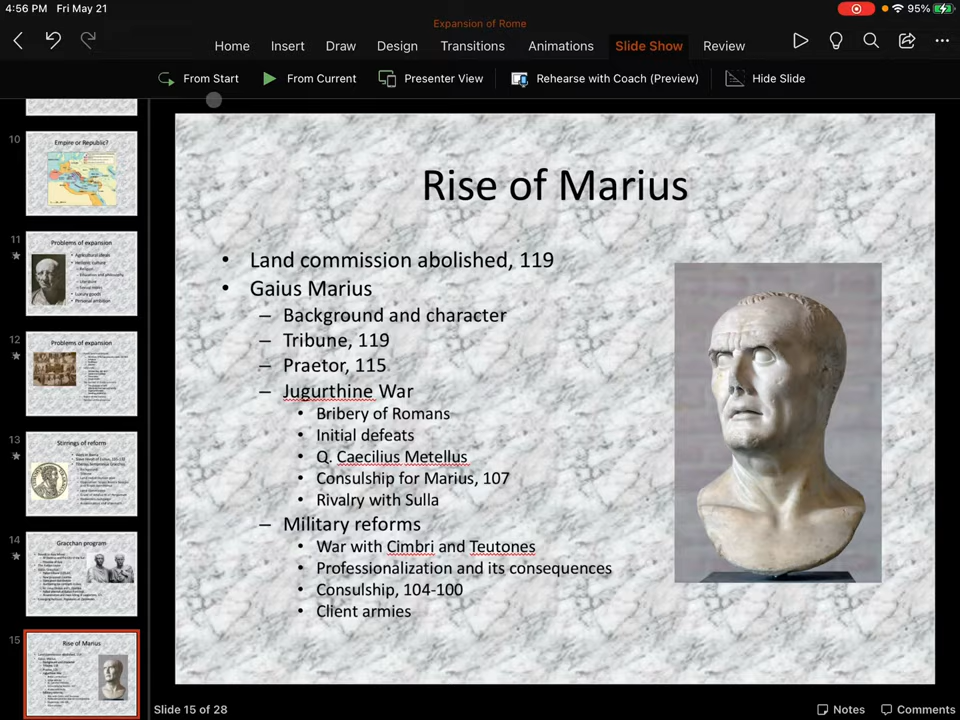 4:56 PM Fri May 21
95%
Expansion of Rome
Home Insert Draw Design Transitions Animations Slide Show Review
From Start From Current Presenter View Rehearse with Coach (Preview) Hide Slide
10
Empire or Republic?
11
Problems of expansion
12
Problems of expansion
13
Stirrings of reform
14
Gracchan program
15
Rise of Marius
Rise of Marius
• Land commission abolished, 119
• Gaius Marius
– Background and character
– Tribune, 119
– Praetor, 115
– Jugurthine War
• Bribery of Romans
• Initial defeats
• Q. Caecilius Metellus
• Consulship for Marius, 107
• Rivalry with Sulla
– Military reforms
• War with Cimbri and Teutones
• Professionalization and its consequences
• Consulship, 104-100
• Client armies
Slide 15 of 28
Notes Comments